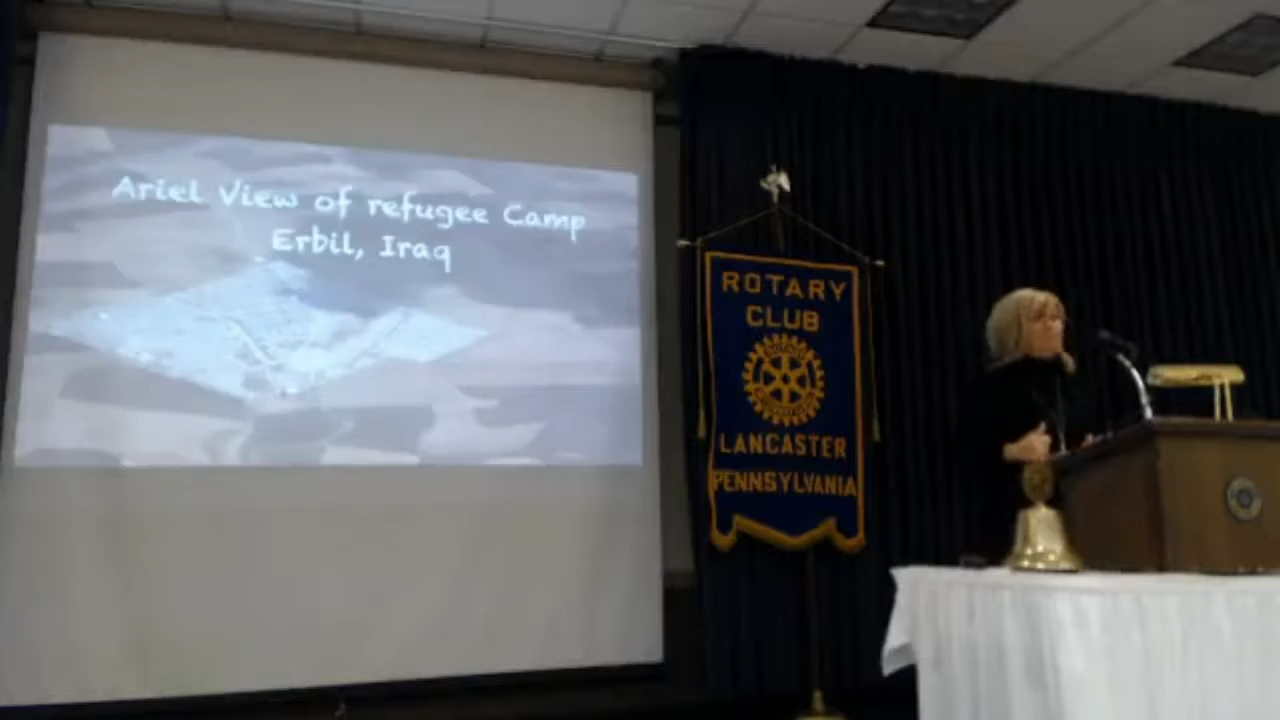 Ariel View of refugee Camp
Erbil, Iraq
ROTARY
CLUB
LANCASTER
PENNSYLVANIA